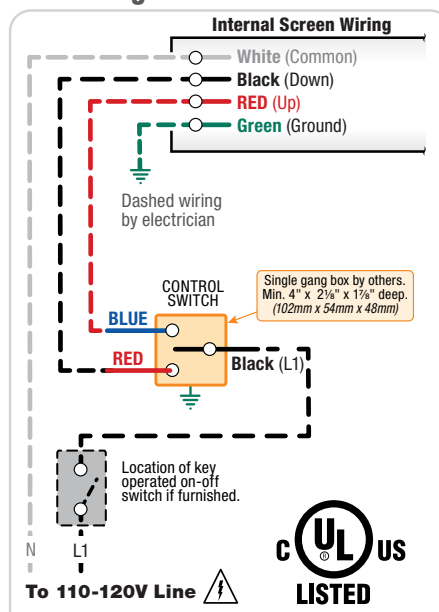 Internal Screen Wiring
White (Common)
Black (Down)
RED (Up)
Green (Ground)
Dashed wiring
by electrician
Single gang box by others.
Min. 4" x 2⅛" x 1⅞" deep.
(102mm x 54mm x 48mm)
CONTROL
SWITCH
BLUE
RED
Black (L1)
Location of key
operated on-off
switch if furnished.
N
L1
To 110-120V Line
C UL ® US
LISTED